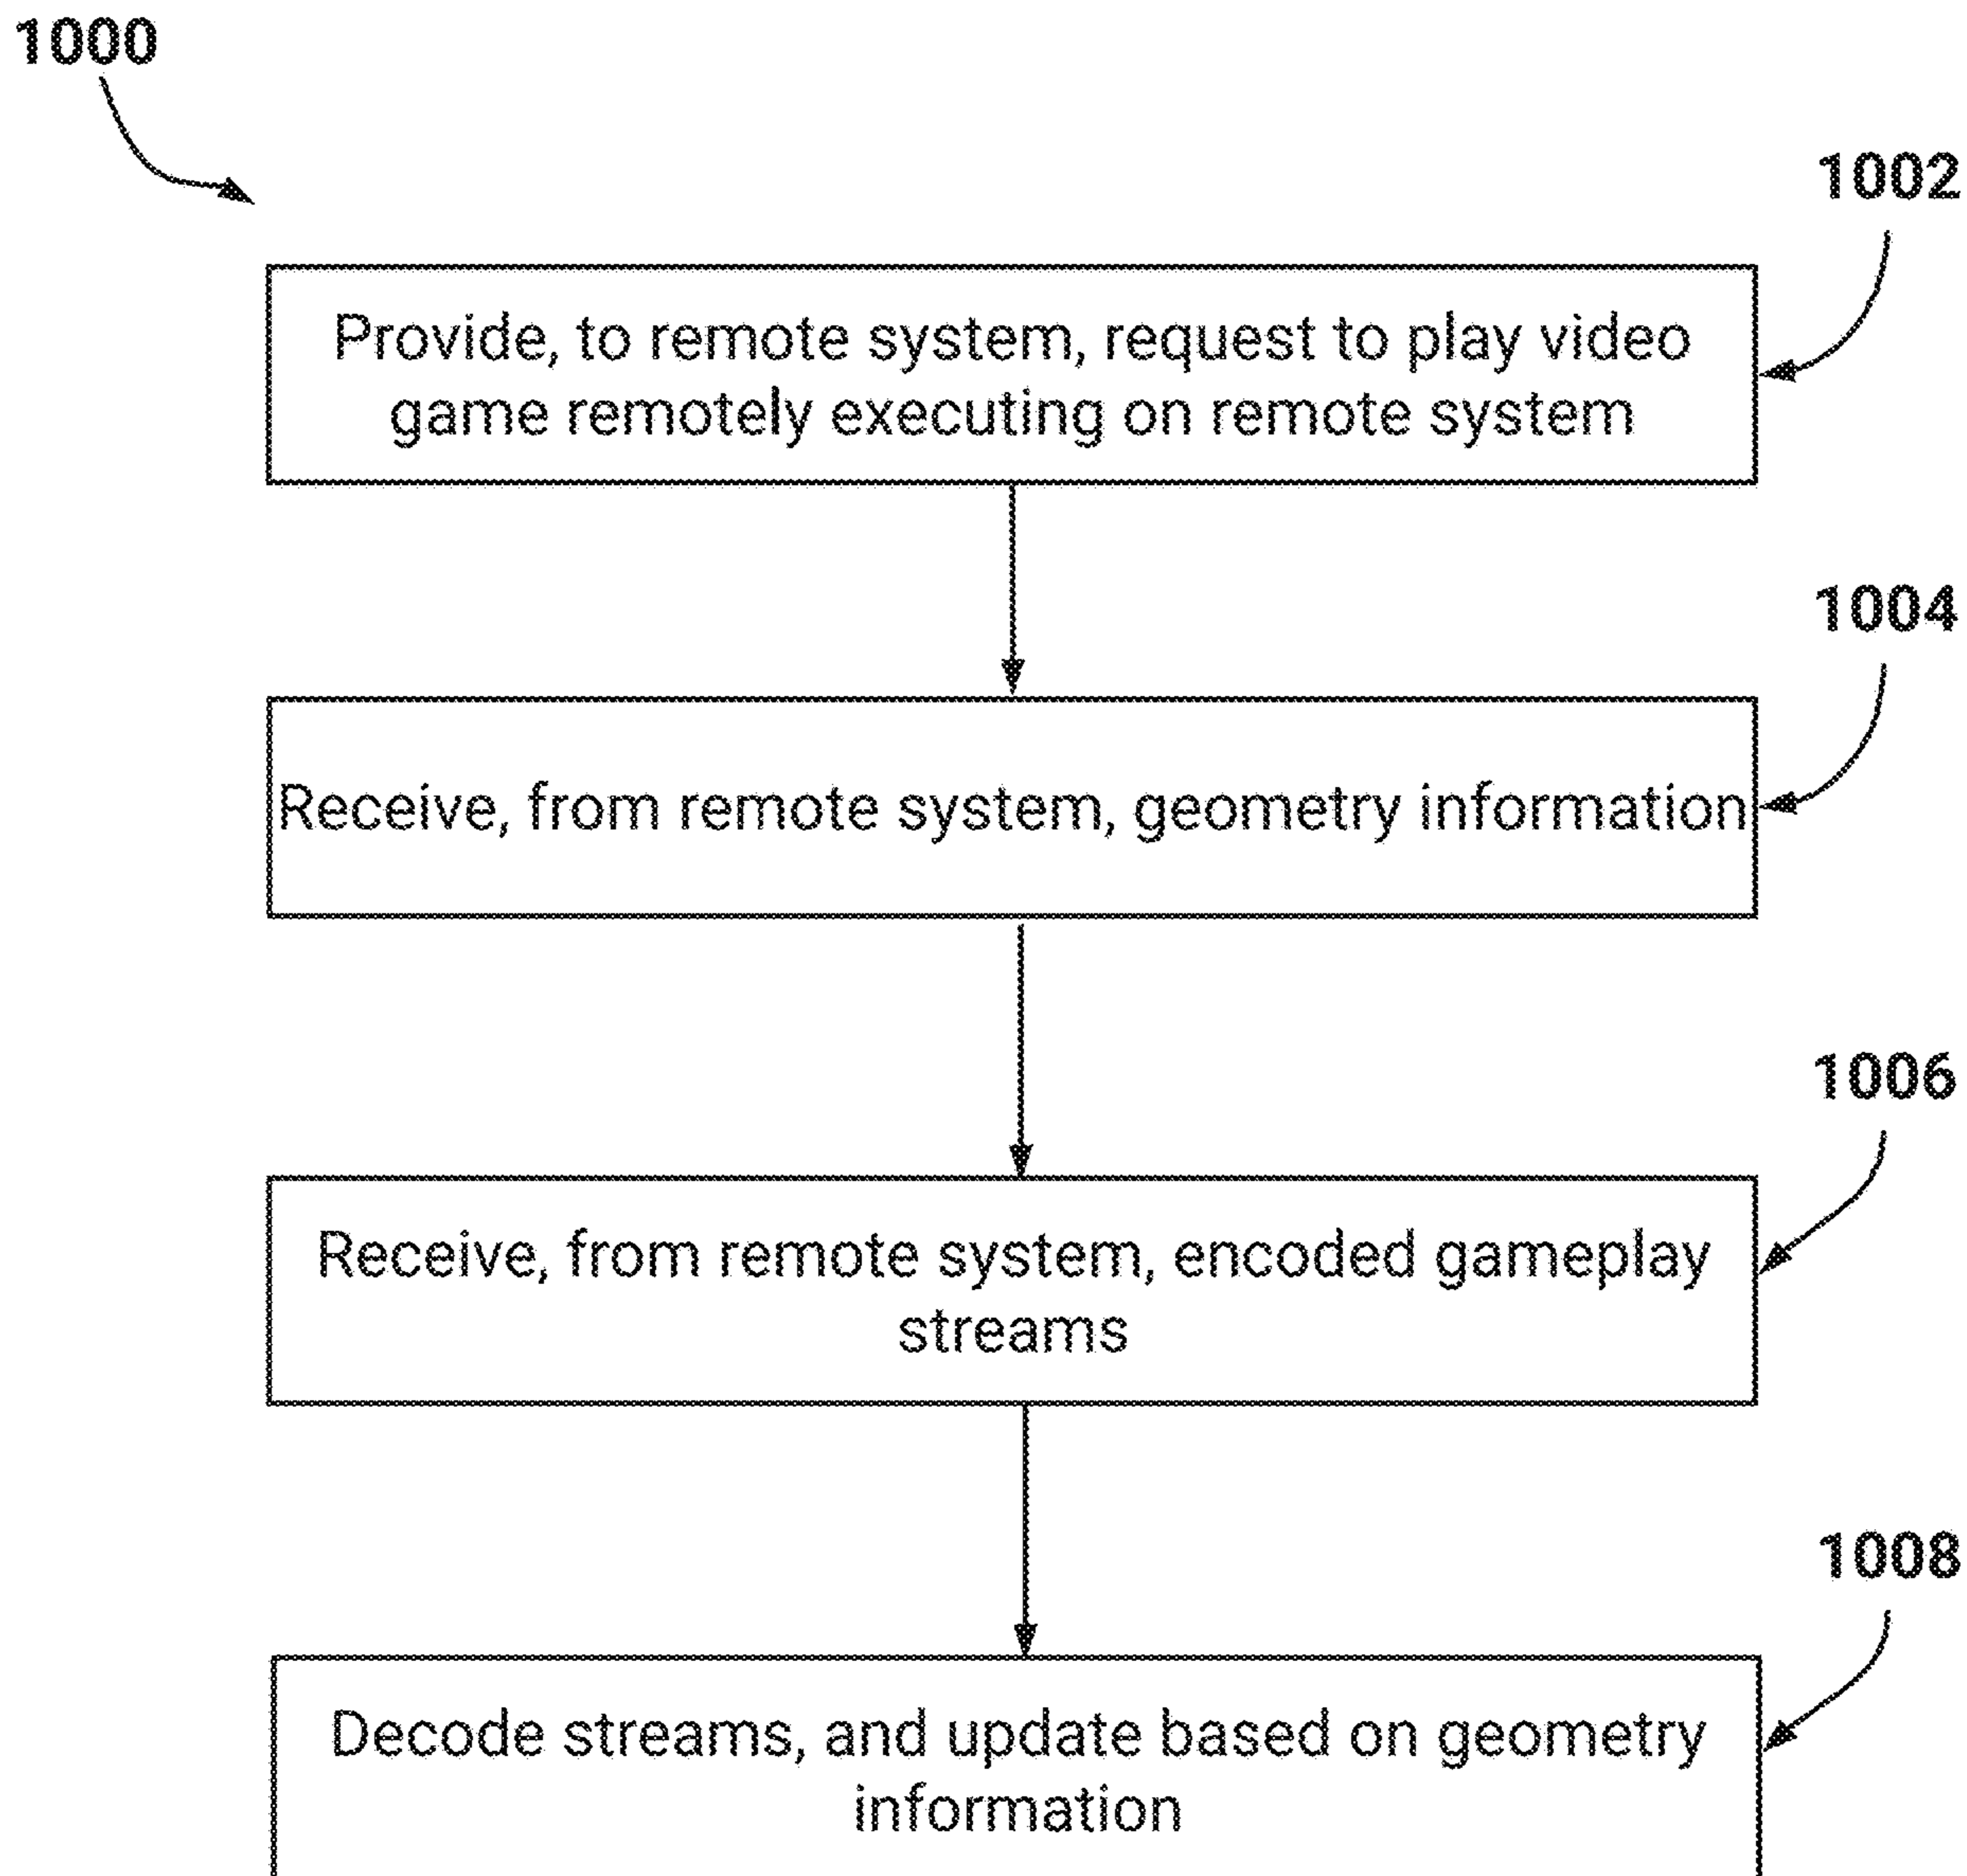 1000
1002
Provide, to remote system, request to play video
game remotely executing on remote system
1004
Receive, from remote system, geometry information
1006
Receive, from remote system, encoded gameplay
streams
1008
Decode streams, and update based on geometry
information